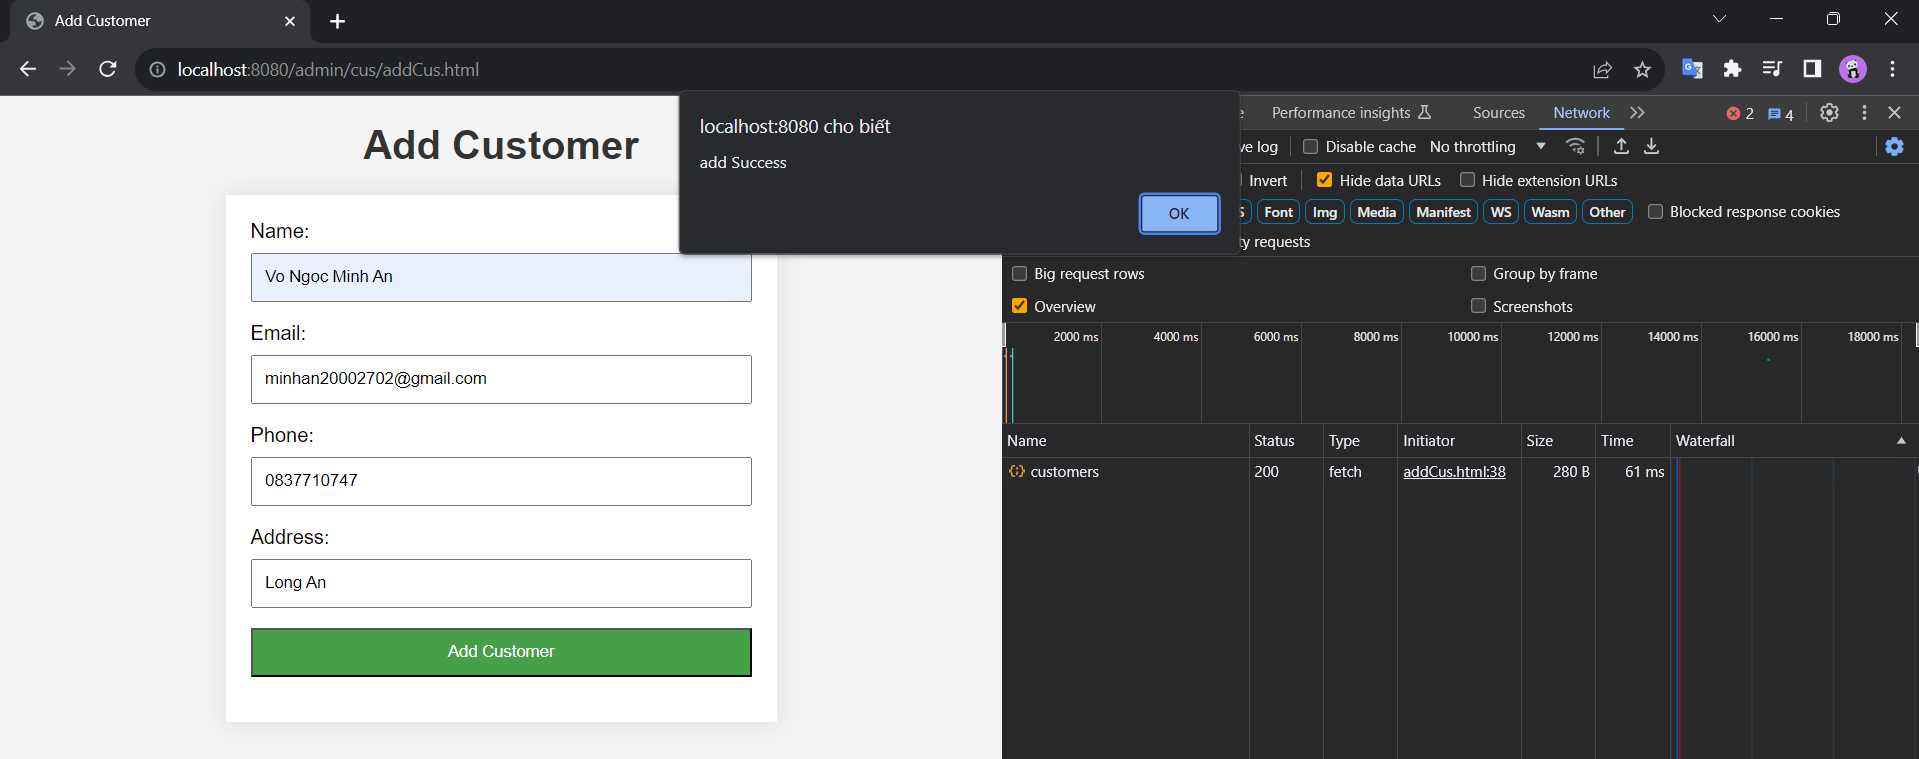 Add Customer
localhost:8080/admin/cus/addCus.html
Add Customer
Name:
Vo Ngoc Minh An
Email:
minhan20002702@gmail.com
Phone:
0837710747
Address:
Long An
Add Customer
localhost:8080 cho biết
add Success
OK
e Performance insights Sources Network 2 4
ve log Disable cache No throttling
Invert Hide data URLs Hide extension URLs
S Font Img Media Manifest WS Wasm Other Blocked response cookies
ty requests
Big request rows Group by frame
Overview Screenshots
2000 ms 4000 ms 6000 ms 8000 ms 10000 ms 12000 ms 14000 ms 16000 ms 18000 ms
Name Status Type Initiator Size Time Waterfall
customers 200 fetch addCus.html:38 280 B 61 ms